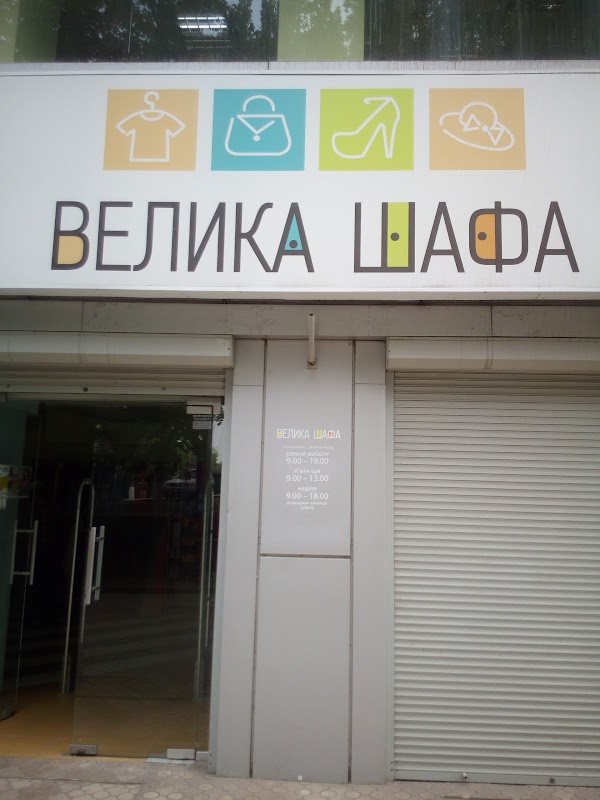 ВЕЛИКА ШАФА
ВЕЛИКА ШАФА
режим роботи
9.00 – 19.00
п'ятниця
9.00 – 13.00
неділя
9.00 – 16.00